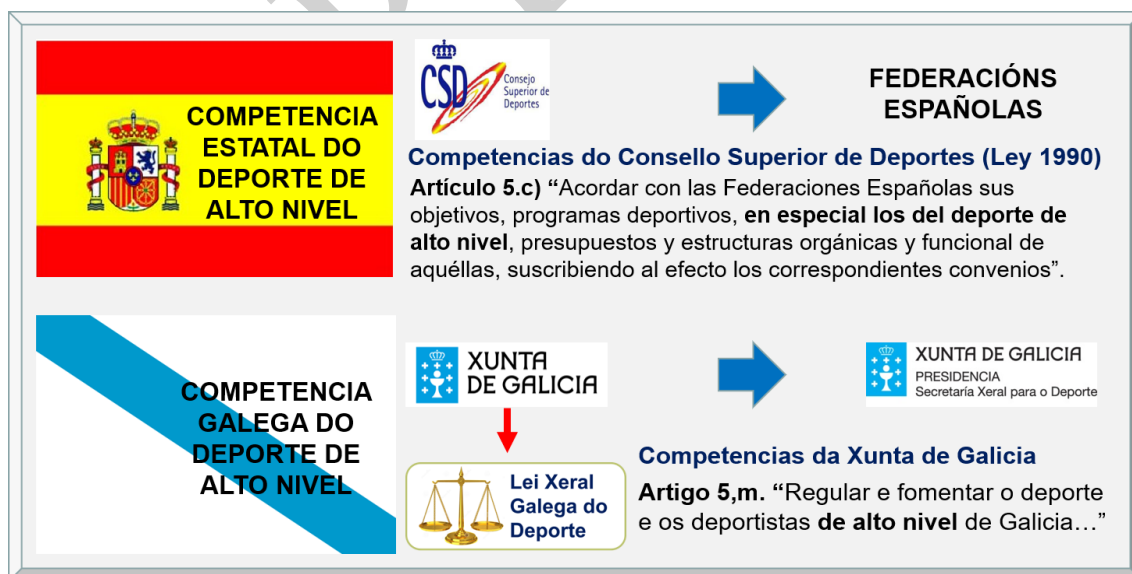 COMPETENCIA
ESTATAL DO
DEPORTE DE
ALTO NIVEL
CSD
Consejo
Superior de
Deportes
FEDERACIÓNS
ESPAÑOLAS
Competencias do Consello Superior de Deportes (Ley 1990)
Artículo 5.c) “Acordar con las Federaciones Españolas sus
objetivos, programas deportivos, en especial los del deporte de
alto nivel, presupuestos y estructuras orgánicas y funcional de
aquéllas, suscribiendo al efecto los correspondientes convenios”.
COMPETENCIA
GALEGA DO
DEPORTE DE
ALTO NIVEL
XUNTA
DE GALICIA
XUNTA DE GALICIA
PRESIDENCIA
Secretaría Xeral para o Deporte
Lei Xeral
Galega do
Deporte
Competencias da Xunta de Galicia
Artigo 5,m. “Regular e fomentar o deporte
e os deportistas de alto nivel de Galicia…”